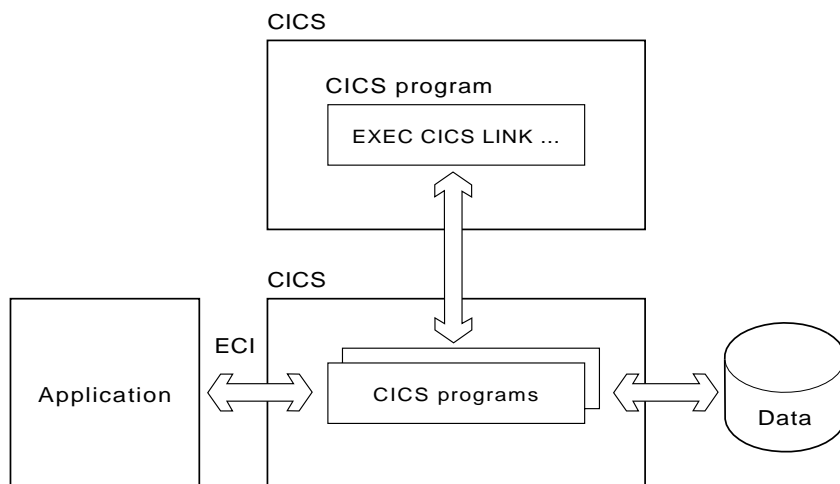 CICS
CICS program
EXEC CICS LINK ...
CICS
ECI
Application
CICS programs
Data